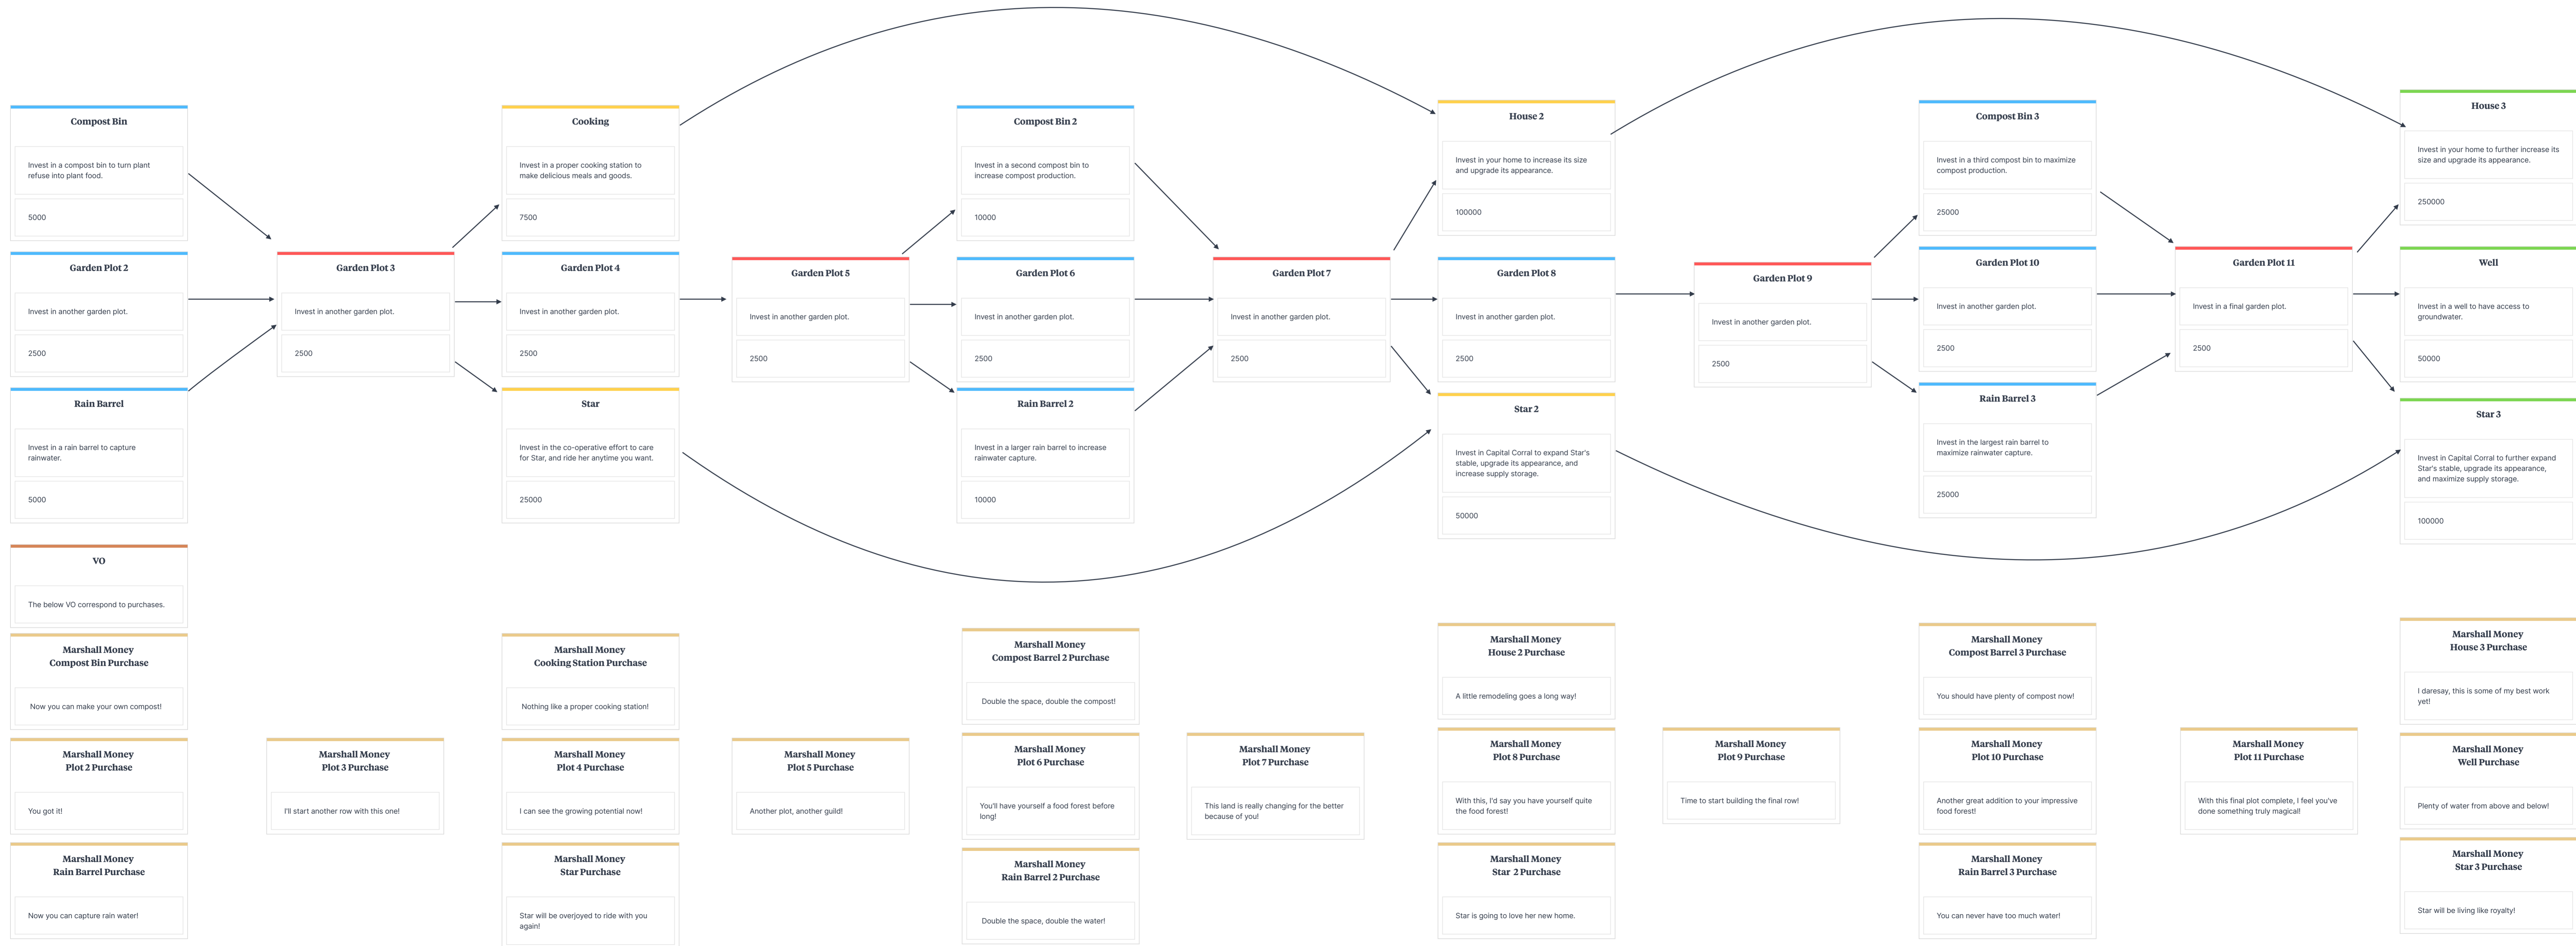 Compost Bin
Invest in a compost bin to turn plant
refuse into plant food.
5000
Garden Plot 2
Invest in another garden plot.
2500
Rain Barrel
Invest in a rain barrel to capture
rainwater.
5000
Garden Plot 3
Invest in another garden plot.
2500
Cooking
Invest in a proper cooking station to
make delicious meals and goods.
7500
Garden Plot 4
Invest in another garden plot.
2500
Star
Invest in the co-operative effort to care
for Star, and ride her anytime you want.
25000
Garden Plot 5
Invest in another garden plot.
2500
Compost Bin 2
Invest in a second compost bin to
increase compost production.
10000
Garden Plot 6
Invest in another garden plot.
2500
Rain Barrel 2
Invest in a larger rain barrel to increase
rainwater capture.
10000
Garden Plot 7
Invest in another garden plot.
2500
House 2
Invest in your home to increase its size
and upgrade its appearance.
100000
Garden Plot 8
Invest in another garden plot.
2500
Star 2
Invest in Capital Corral to expand Star's
stable, upgrade its appearance, and
increase supply storage.
50000
Garden Plot 9
Invest in another garden plot.
2500
Compost Bin 3
Invest in a third compost bin to maximize
compost production.
25000
Garden Plot 10
Invest in another garden plot.
2500
Rain Barrel 3
Invest in the largest rain barrel to
maximize rainwater capture.
25000
Garden Plot 11
Invest in a final garden plot.
2500
House 3
Invest in your home to further increase its
size and upgrade its appearance.
250000
Well
Invest in a well to have access to
groundwater.
50000
Star 3
Invest in Capital Corral to further expand
Star's stable, upgrade its appearance,
and maximize supply storage.
100000
VO
The below VO correspond to purchases.
Marshall Money
Compost Bin Purchase
Now you can make your own compost!
Marshall Money
Plot 2 Purchase
You got it!
Marshall Money
Rain Barrel Purchase
Now you can capture rain water!
Marshall Money
Plot 3 Purchase
I'll start another row with this one!
Marshall Money
Cooking Station Purchase
Nothing like a proper cooking station!
Marshall Money
Plot 4 Purchase
I can see the growing potential now!
Marshall Money
Star Purchase
Star will be overjoyed to ride with you
again!
Marshall Money
Plot 5 Purchase
Another plot, another guild!
Marshall Money
Compost Barrel 2 Purchase
Double the space, double the compost!
Marshall Money
Plot 6 Purchase
You'll have yourself a food forest before
long!
Marshall Money
Rain Barrel 2 Purchase
Double the space, double the water!
Marshall Money
Plot 7 Purchase
This land is really changing for the better
because of you!
Marshall Money
House 2 Purchase
A little remodeling goes a long way!
Marshall Money
Plot 8 Purchase
With this, I'd say you have yourself quite
the food forest!
Marshall Money
Star 2 Purchase
Star is going to love her new home.
Marshall Money
Plot 9 Purchase
Time to start building the final row!
Marshall Money
Compost Barrel 3 Purchase
You should have plenty of compost now!
Marshall Money
Plot 10 Purchase
Another great addition to your impressive
food forest!
Marshall Money
Rain Barrel 3 Purchase
You can never have too much water!
Marshall Money
Plot 11 Purchase
With this final plot complete, I feel you've
done something truly magical!
Marshall Money
House 3 Purchase
I daresay, this is some of my best work
yet!
Marshall Money
Well Purchase
Plenty of water from above and below!
Marshall Money
Star 3 Purchase
Star will be living like royalty!